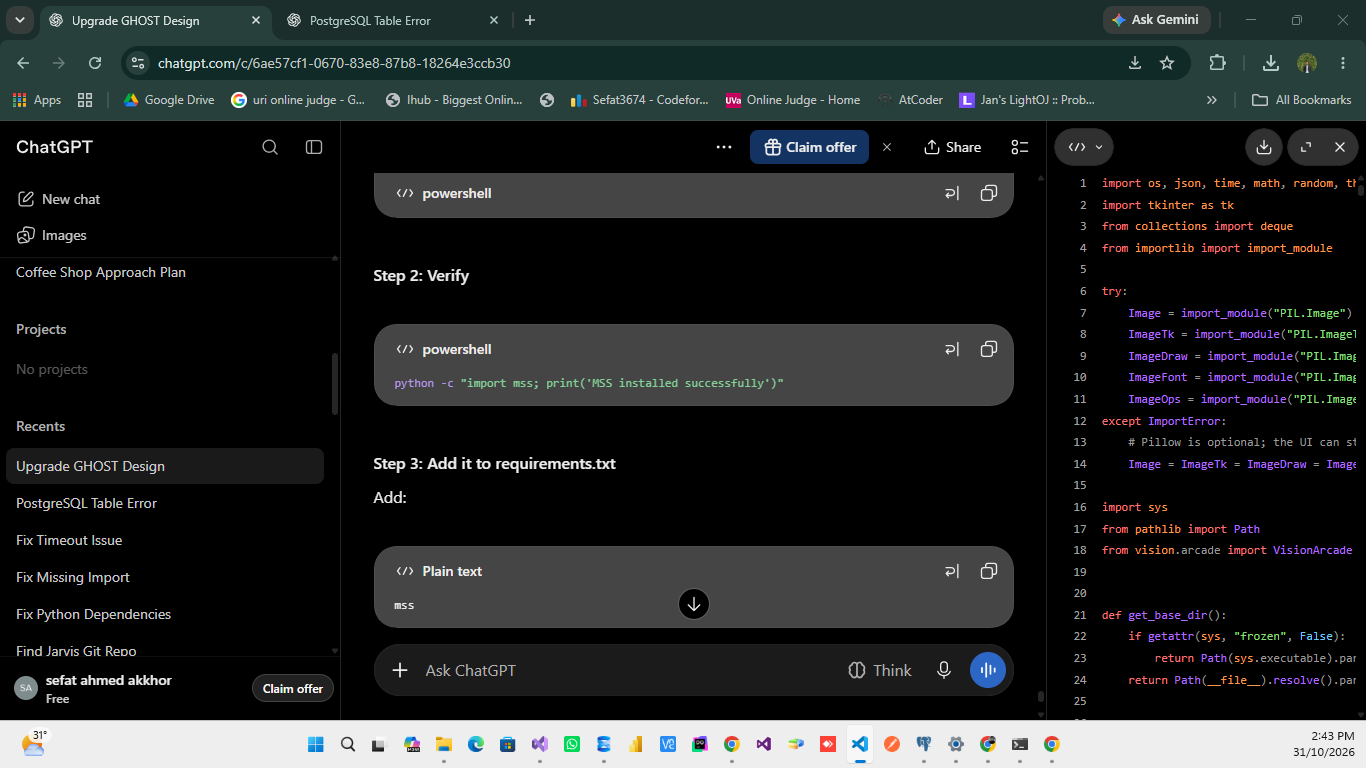 Upgrade GHOST Design
PostgreSQL Table Error
Ask Gemini
chatgpt.com/c/6ae57cf1-0670-83e8-87b8-18264e3ccb30
Apps
Google Drive
uri online judge - G...
Ihub - Biggest Onlin...
Sefat3674 - Codefor...
UVa
Online Judge - Home
AtCoder
L
Jan's LightOJ :: Prob...
»
All Bookmarks
ChatGPT
New chat
Images
Coffee Shop Approach Plan
Projects
No projects
Recents
Upgrade GHOST Design
PostgreSQL Table Error
Fix Timeout Issue
Fix Missing Import
Fix Python Dependencies
Find Jarvis Git Repo
SA
sefat ahmed akkhor
Free
Claim offer
Claim offer
Share
powershell
Step 2: Verify
powershell
python -c "import mss; print('MSS installed successfully')"
Step 3: Add it to requirements.txt
Add:
Plain text
mss
Ask ChatGPT
Think
1 import os, json, time, math, random, th
2 import tkinter as tk
3 from collections import deque
4 from importlib import import_module
5
6 try:
7 Image = import_module("PIL.Image")
8 ImageTk = import_module("PIL.ImageT
9 ImageDraw = import_module("PIL.Imag
10 ImageFont = import_module("PIL.Imag
11 ImageOps = import_module("PIL.Image
12 except ImportError:
13 # Pillow is optional; the UI can st
14 Image = ImageTk = ImageDraw = Image
15
16 import sys
17 from pathlib import Path
18 from vision.arcade import VisionArcade
19
20
21 def get_base_dir():
22 if getattr(sys, "frozen", False):
23 return Path(sys.executable).par
24 return Path(__file__).resolve().par
25
31°
2:43 PM
31/10/2026